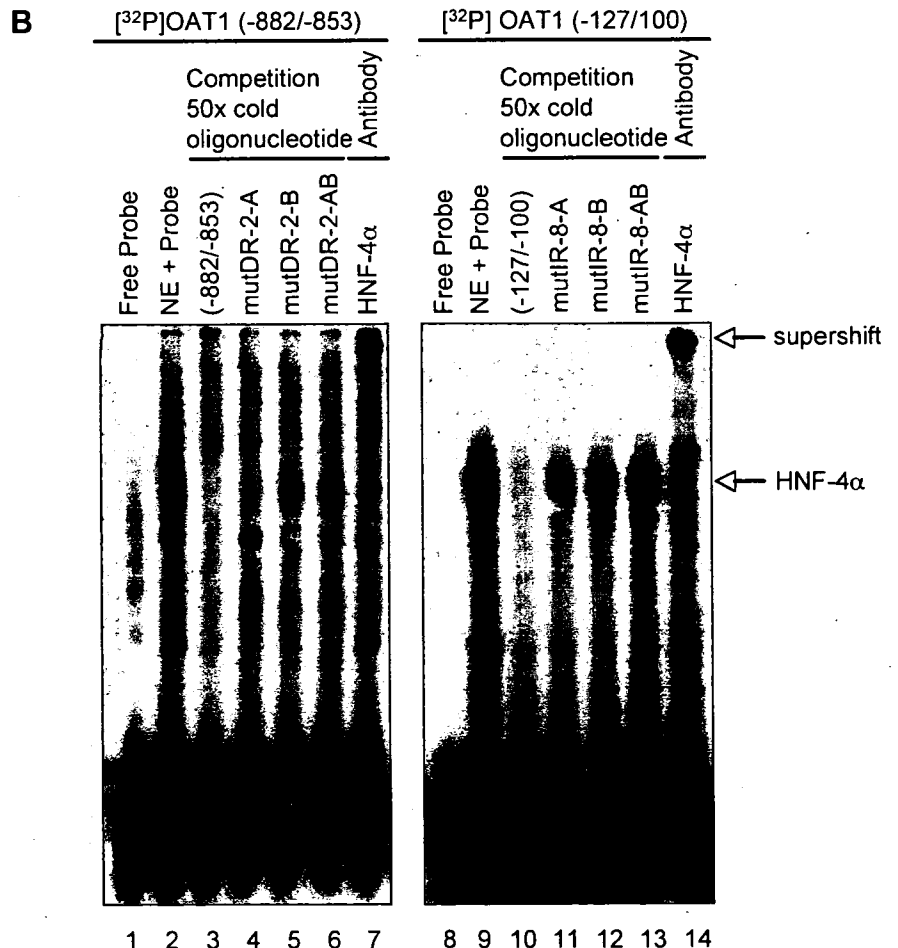 B
[³²P]OAT1 (-882/-853)
Competition
50x cold
oligonucleotide
Antibody
Free Probe
NE + Probe
(-882/-853)
mutDR-2-A
mutDR-2-B
mutDR-2-AB
HNF-4α
1 2 3 4 5 6 7
[³²P] OAT1 (-127/100)
Competition
50x cold
oligonucleotide
Antibody
Free Probe
NE + Probe
(-127/-100)
mutIR-8-A
mutIR-8-B
mutIR-8-AB
HNF-4α
supershift
HNF-4α
8 9 10 11 12 13 14